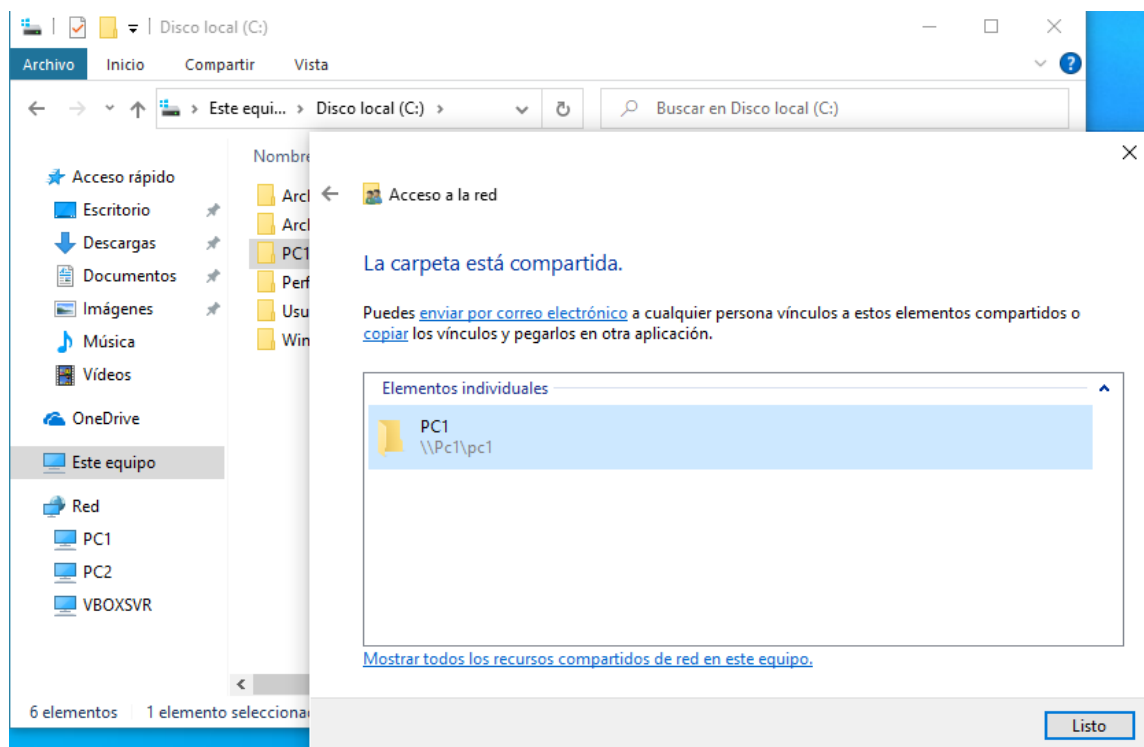 Disco local (C:)
Archivo Inicio Compartir Vista
Este equi... Disco local (C:) Buscar en Disco local (C:)
Nombre
Acceso rápido
Escritorio
Descargas
Documentos
Imágenes
Música
Vídeos
OneDrive
Este equipo
Red
PC1
PC2
VBOXSVR
Arch
Arch
PC1
Perf
Usu
Win
6 elementos 1 elemento seleccionad
Acceso a la red
La carpeta está compartida.
Puedes enviar por correo electrónico a cualquier persona vínculos a estos elementos compartidos o
copiar los vínculos y pegarlos en otra aplicación.
Elementos individuales
PC1
\\Pc1\pc1
Mostrar todos los recursos compartidos de red en este equipo.
Listo